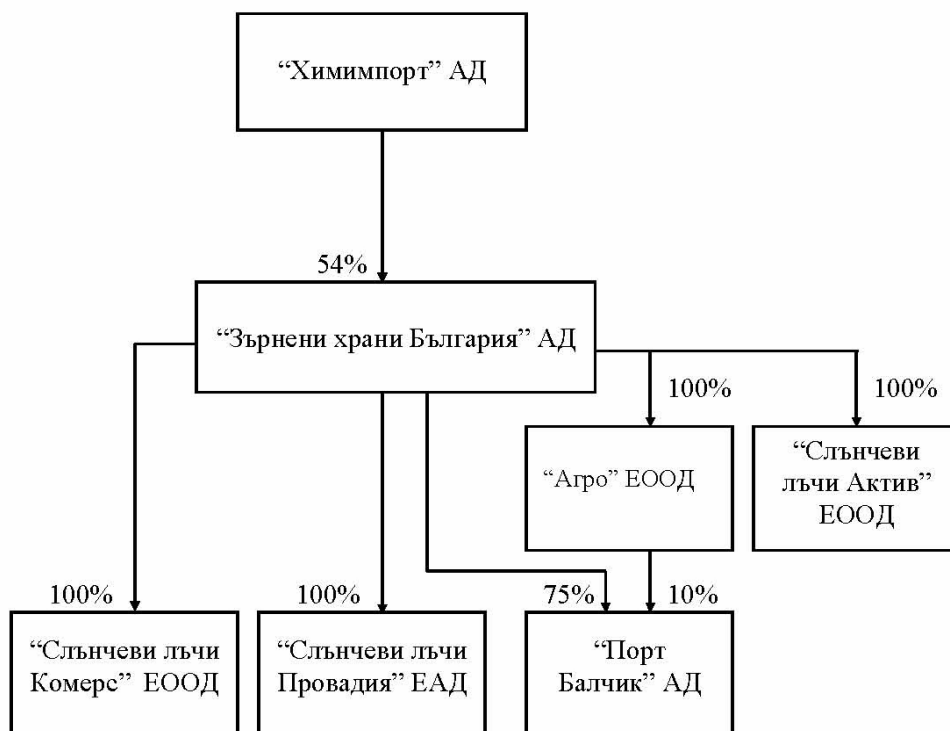 “Химимпорт” АД
54%
“Зърнени храни България” АД
100%
100%
“Агро” ЕООД
“Слънчеви
лъчи Актив”
ЕООД
100%
100%
75%
10%
“Слънчеви лъчи
Комерс” ЕООД
“Слънчеви лъчи
Провадия” ЕАД
“Порт
Балчик” АД